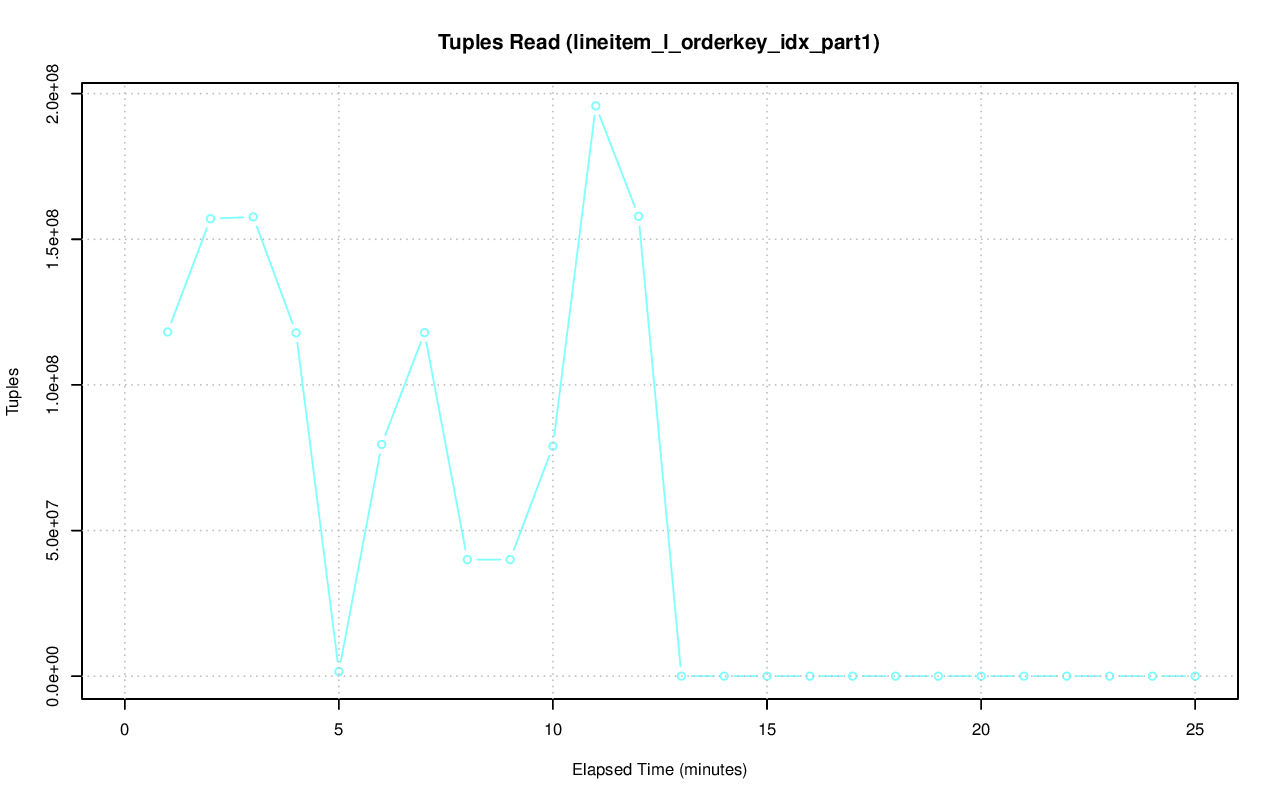 Tuples Read (lineitem_l_orderkey_idx_part1)
Tuples
2.0e+08
1.5e+08
1.0e+08
5.0e+07
0.0e+00
0 5 10 15 20 25
Elapsed Time (minutes)